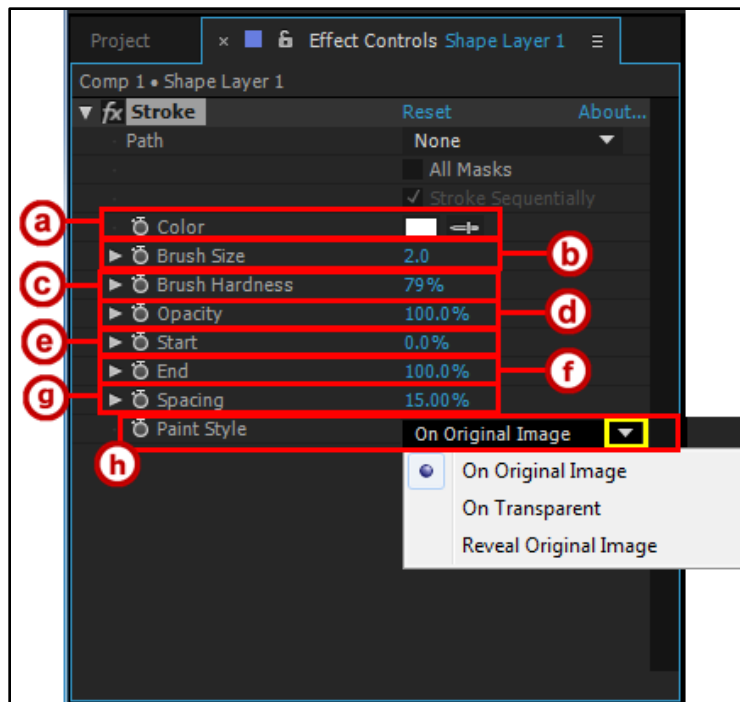 Project × Effect Controls Shape Layer 1
Comp 1 • Shape Layer 1
fx Stroke Reset About...
Path None
All Masks
Stroke Sequentially
a Color
Brush Size 2.0 b
c Brush Hardness 79%
Opacity 100.0% d
e Start 0.0%
End 100.0% f
g Spacing 15.00%
Paint Style On Original Image
h
On Original Image
On Transparent
Reveal Original Image